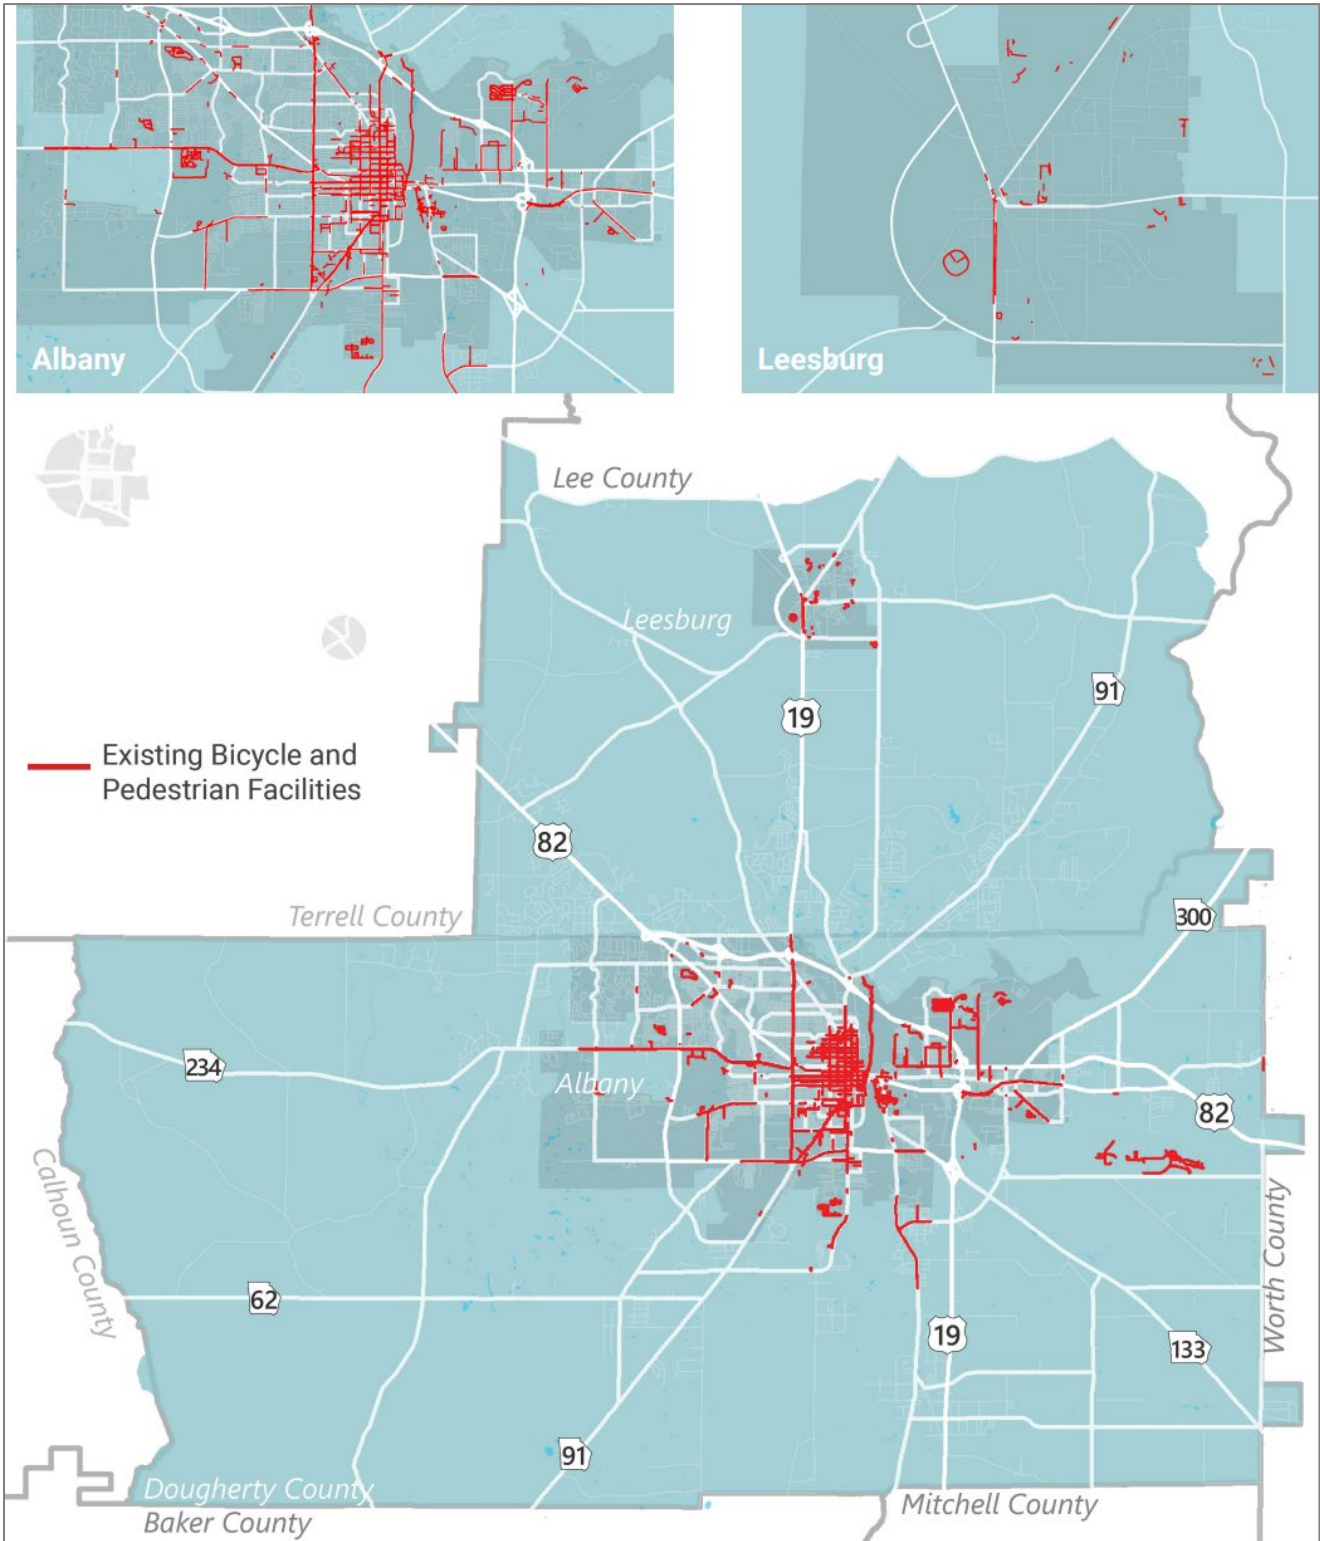 Albany
Leesburg
Lee County
Leesburg
91
19
Existing Bicycle and
Pedestrian Facilities
82
Terrell County
300
234
Albany
82
Calhoun County
Worth County
62
19
133
91
Dougherty County
Baker County
Mitchell County